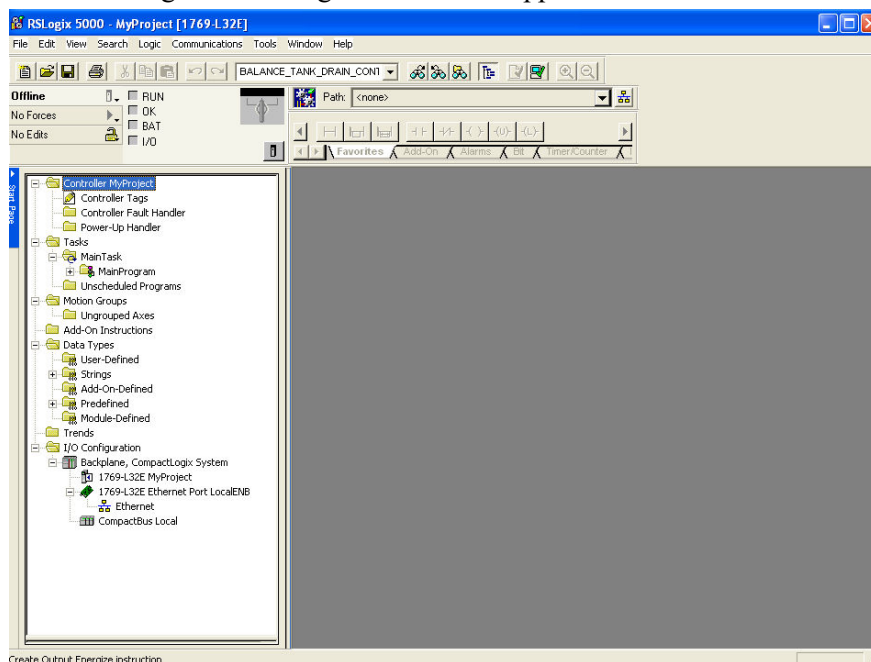 RSLogix 5000 - MyProject [1769-L32E]
File Edit View Search Logic Communications Tools Window Help
BALANCE_TANK_DRAIN_CONT
Offline
RUN
Path: <none>
No Forces
OK
No Edits
BAT
I/O
Favorites Add-On Alarms Bit Timer/Counter
Start Page
Controller MyProject
Controller Tags
Controller Fault Handler
Power-Up Handler
Tasks
MainTask
MainProgram
Unscheduled Programs
Motion Groups
Ungrouped Axes
Add-On Instructions
Data Types
User-Defined
Strings
Add-On-Defined
Predefined
Module-Defined
Trends
I/O Configuration
Backplane, CompactLogix System
1769-L32E MyProject
1769-L32E Ethernet Port LocalENB
Ethernet
CompactBus Local
Create Output Energize instruction